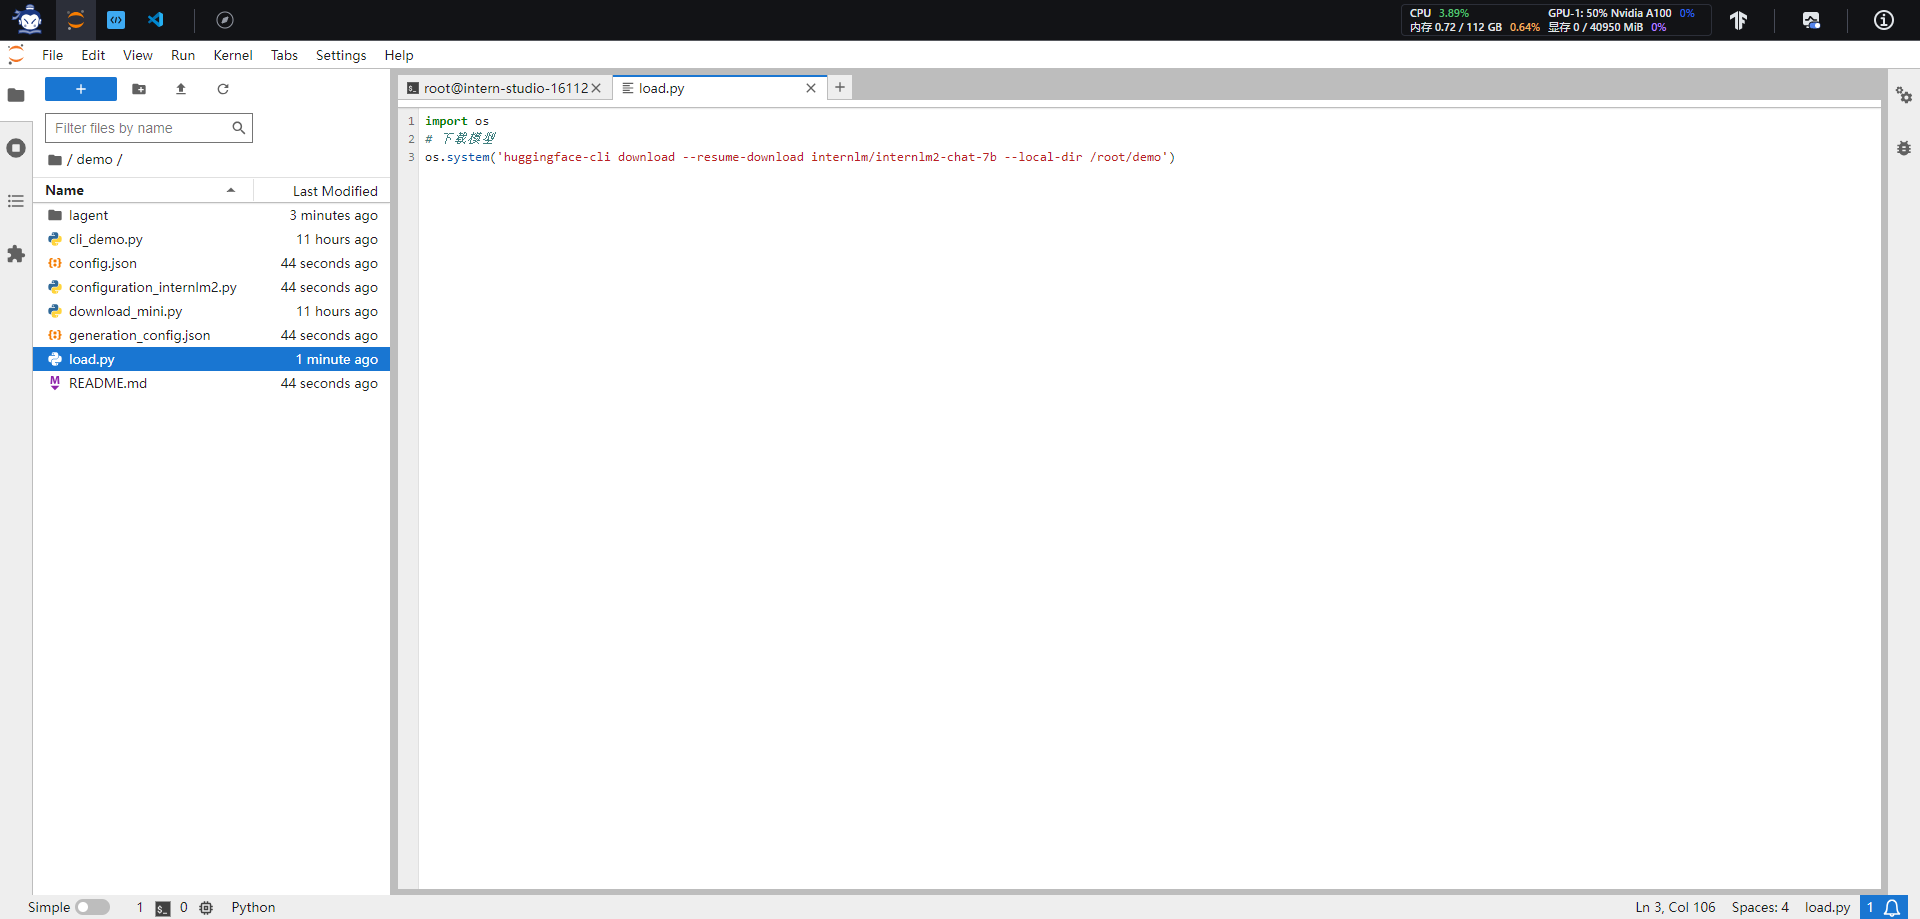 CPU 3.89% GPU-1: 50% Nvidia A100 0%
内存 0.72 / 112 GB 0.64% 显存 0 / 40950 MiB 0%
File Edit View Run Kernel Tabs Settings Help
+
root@intern-studio-16112 load.py
Filter files by name
/ demo /
Name Last Modified
lagent 3 minutes ago
cli_demo.py 11 hours ago
config.json 44 seconds ago
configuration_internlm2.py 44 seconds ago
download_mini.py 11 hours ago
generation_config.json 44 seconds ago
load.py 1 minute ago
README.md 44 seconds ago
1 import os
2 # 下载模型
3 os.system('huggingface-cli download --resume-download internlm/internlm2-chat-7b --local-dir /root/demo')
Simple 1 0 Python Ln 3, Col 106 Spaces: 4 load.py 1